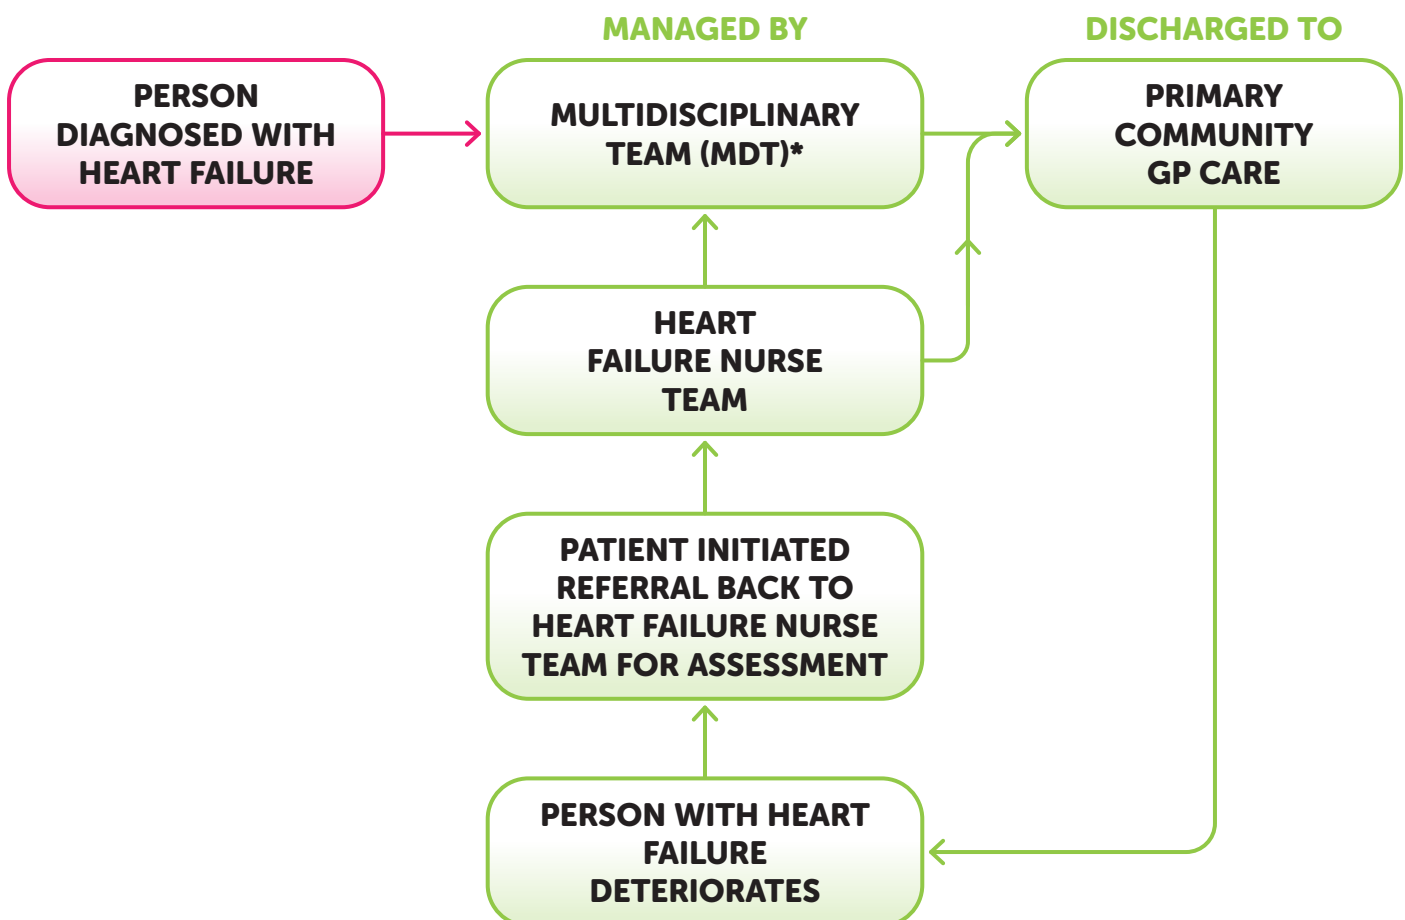 MANAGED BY
DISCHARGED TO
PERSON
DIAGNOSED WITH
HEART FAILURE
MULTIDISCIPLINARY
TEAM (MDT)*
PRIMARY
COMMUNITY
GP CARE
HEART
FAILURE NURSE
TEAM
PATIENT INITIATED
REFERRAL BACK TO
HEART FAILURE NURSE
TEAM FOR ASSESSMENT
PERSON WITH HEART
FAILURE
DETERIORATES